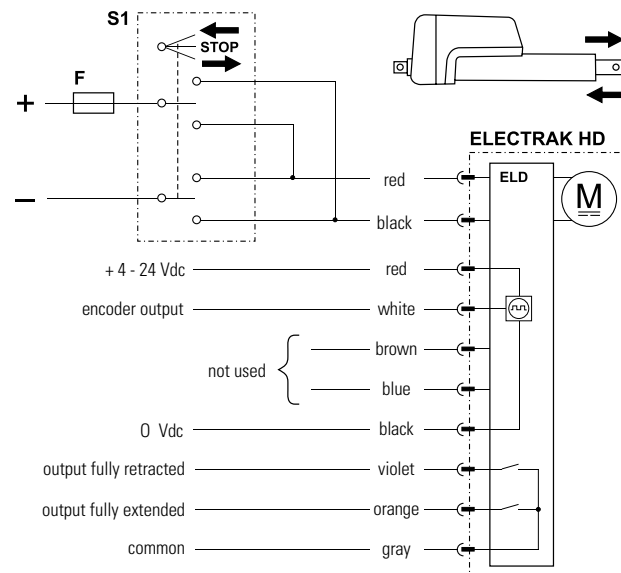 S1
STOP
F
+
–
ELECTRAK HD
ELD
M
red
black
+ 4 - 24 Vdc red
encoder output white
not used
brown
blue
0 Vdc black
output fully retracted violet
output fully extended orange
common gray